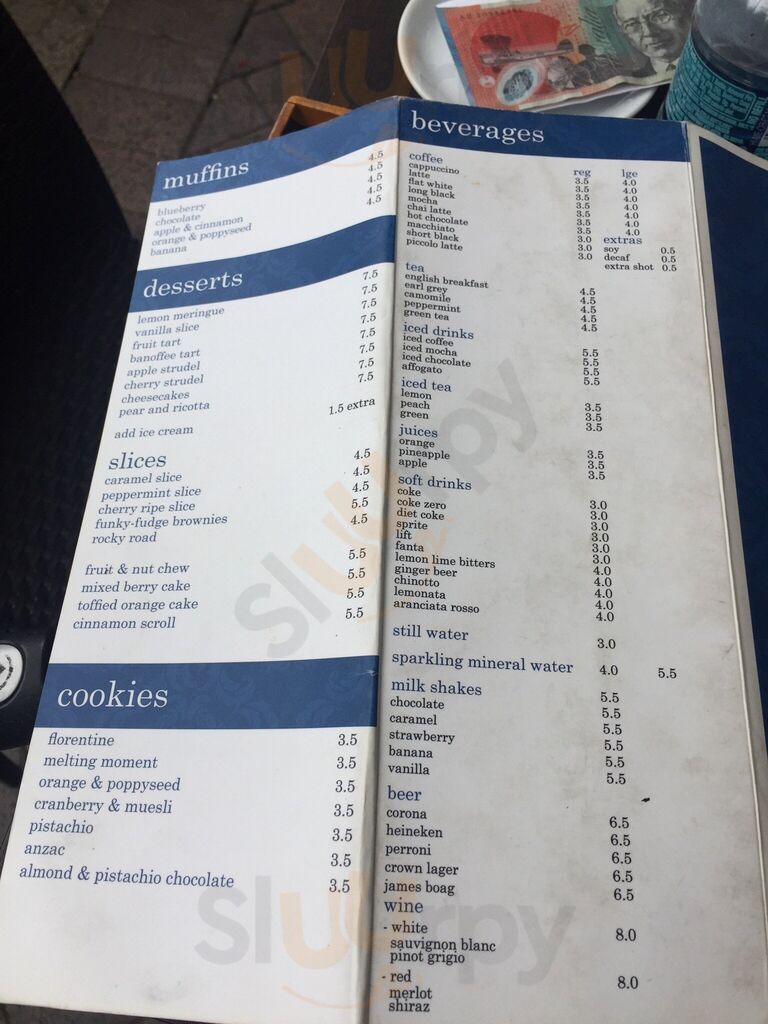 muffins
blueberry 4.5
chocolate 4.5
apple & cinnamon 4.5
orange & poppyseed 4.5
banana 4.5
desserts
lemon meringue 7.5
vanilla slice 7.5
fruit tart 7.5
banoffee tart 7.5
apple strudel 7.5
cherry strudel 7.5
cheesecakes 7.5
pear and ricotta
add ice cream 1.5 extra
slices
caramel slice 4.5
peppermint slice 4.5
cherry ripe slice 4.5
funky-fudge brownies 5.5
rocky road 4.5
fruit & nut chew 5.5
mixed berry cake 5.5
toffied orange cake 5.5
cinnamon scroll 5.5
cookies
florentine 3.5
melting moment 3.5
orange & poppyseed 3.5
cranberry & muesli 3.5
pistachio 3.5
anzac 3.5
almond & pistachio chocolate 3.5
beverages
coffee reg lge
cappuccino 3.5 4.0
latte 3.5 4.0
flat white 3.5 4.0
long black 3.5 4.0
mocha 3.5 4.0
chai latte 3.5 4.0
hot chocolate 3.5 4.0
macchiato 3.0
short black 3.0
piccolo latte 3.0
extras
soy 0.5
decaf 0.5
extra shot 0.5
tea
english breakfast 4.5
earl grey 4.5
camomile 4.5
peppermint 4.5
green tea 4.5
iced drinks
iced coffee 5.5
iced mocha 5.5
iced chocolate 5.5
affogato 5.5
iced tea
lemon 3.5
peach 3.5
green 3.5
juices
orange 3.5
pineapple 3.5
apple 3.5
soft drinks
coke 3.0
coke zero 3.0
diet coke 3.0
sprite 3.0
lift 3.0
fanta 3.0
lemon lime bitters 4.0
ginger beer 4.0
chinotto 4.0
lemonata 4.0
aranciata rosso 4.0
still water 3.0
sparkling mineral water 4.0 5.5
milk shakes
chocolate 5.5
caramel 5.5
strawberry 5.5
banana 5.5
vanilla 5.5
5.5
beer
corona 6.5
heineken 6.5
perroni 6.5
crown lager 6.5
james boag 6.5
wine
- white 8.0
sauvignon blanc
pinot grigio
- red 8.0
merlot
shiraz
Sluurpy
Sluurpy